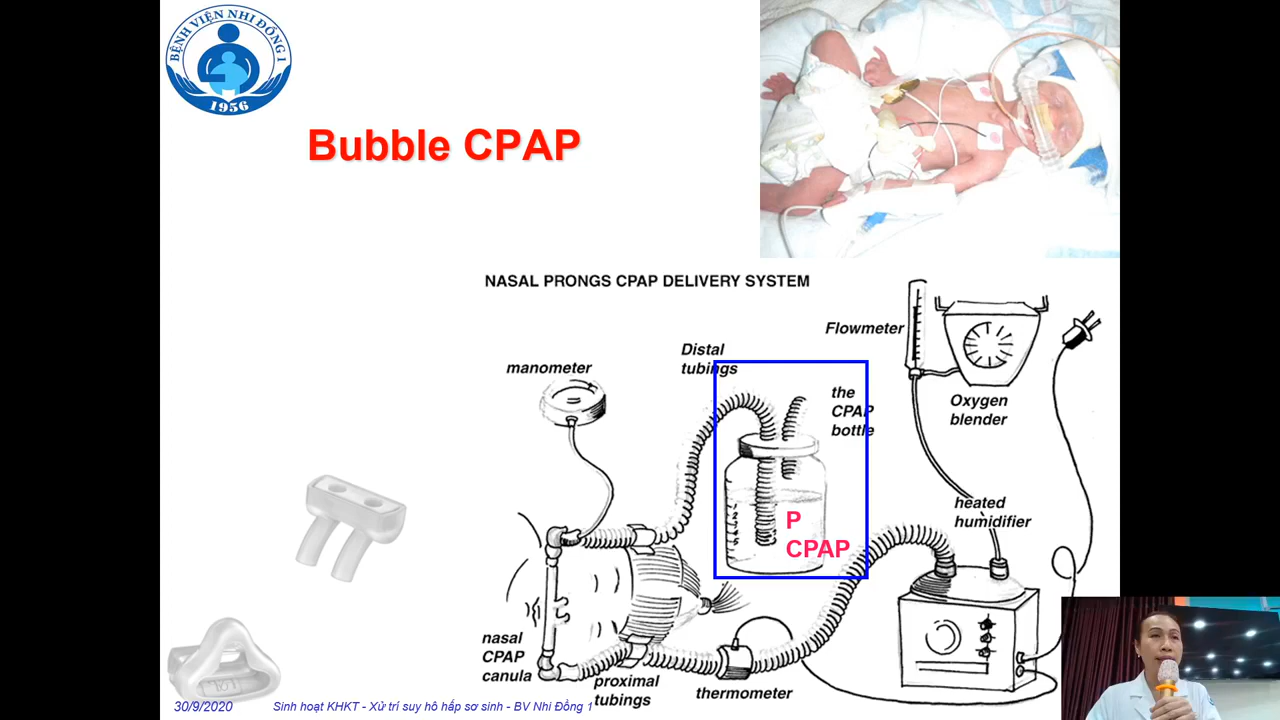 BỆNH VIỆN NHI ĐỒNG 1
1956
Bubble CPAP
NASAL PRONGS CPAP DELIVERY SYSTEM
Flowmeter
Distal
tubings
manometer
the
CPAP
bottle
Oxygen
blender
heated
humidifier
P
CPAP
nasal
CPAP
canula
proximal
tubings
thermometer
30/9/2020
Sinh hoạt KHKT - Xử trí suy hô hấp sơ sinh - BV Nhi Đồng 1